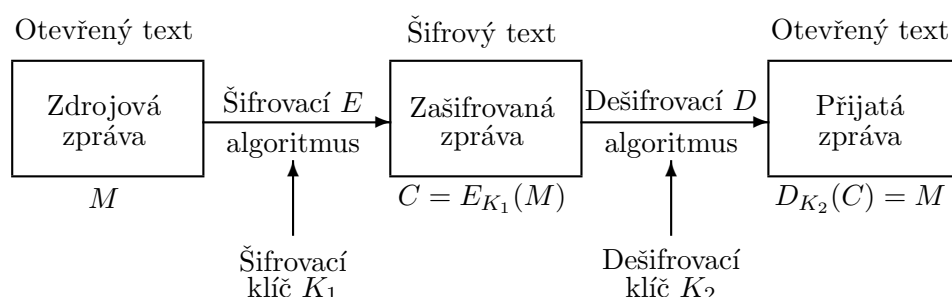 Otevřený text
Šifrový text
Otevřený text
Zdrojová
zpráva
Šifrovací E
algoritmus
Zašifrovaná
zpráva
Dešifrovací D
algoritmus
Přijatá
zpráva
M
C = E_{K_1}(M)
D_{K_2}(C) = M
Šifrovací
klíč K_1
Dešifrovací
klíč K_2